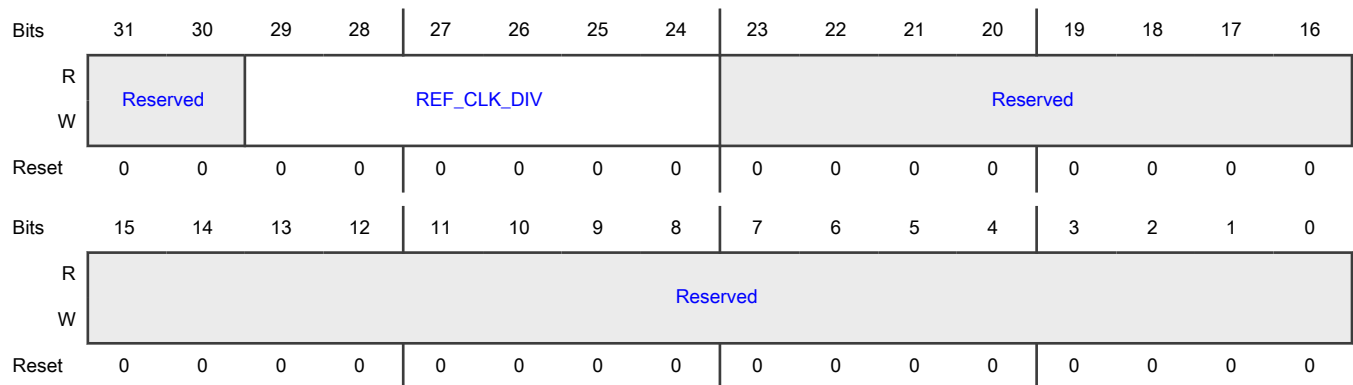 Bits 31 30 29 28 27 26 25 24 23 22 21 20 19 18 17 16
R
Reserved REF_CLK_DIV Reserved
W
Reset 0 0 0 0 0 0 0 0 0 0 0 0 0 0 0 0
Bits 15 14 13 12 11 10 9 8 7 6 5 4 3 2 1 0
R
Reserved
W
Reset 0 0 0 0 0 0 0 0 0 0 0 0 0 0 0 0